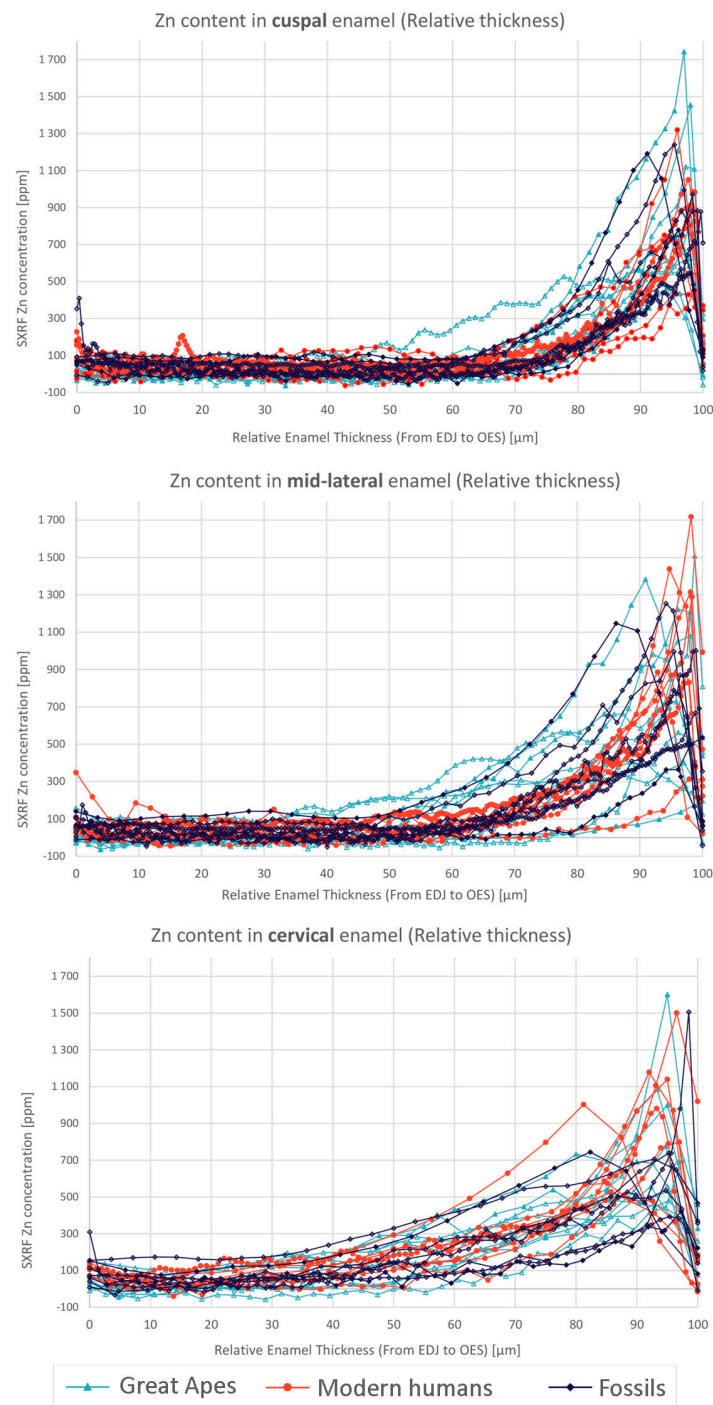 Zn content in cuspal enamel (Relative thickness)
SXRF Zn concentration [ppm]
1 700
1 500
1 300
1 100
900
700
500
300
100
-100
0 10 20 30 40 50 60 70 80 90 100
Relative Enamel Thickness (From EDJ to OES) [µm]
Zn content in mid-lateral enamel (Relative thickness)
SXRF Zn concentration [ppm]
1 700
1 500
1 300
1 100
900
700
500
300
100
-100
0 10 20 30 40 50 60 70 80 90 100
Relative Enamel Thickness (From EDJ to OES) [µm]
Zn content in cervical enamel (Relative thickness)
SXRF Zn concentration [ppm]
1 700
1 500
1 300
1 100
900
700
500
300
100
-100
0 10 20 30 40 50 60 70 80 90 100
Relative Enamel Thickness (From EDJ to OES) [µm]
Great Apes Modern humans Fossils